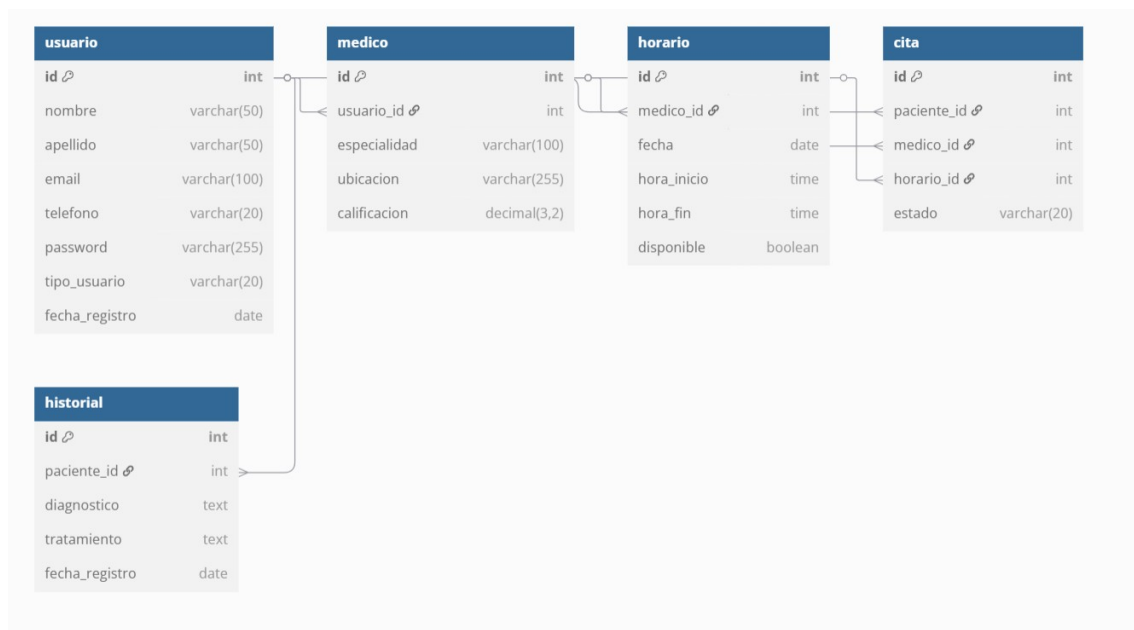 usuario
id int
nombre varchar(50)
apellido varchar(50)
email varchar(100)
telefono varchar(20)
password varchar(255)
tipo_usuario varchar(20)
fecha_registro date
medico
id int
usuario_id int
especialidad varchar(100)
ubicacion varchar(255)
calificacion decimal(3,2)
horario
id int
medico_id int
fecha date
hora_inicio time
hora_fin time
disponible boolean
cita
id int
paciente_id int
medico_id int
horario_id int
estado varchar(20)
historial
id int
paciente_id int
diagnostico text
tratamiento text
fecha_registro date